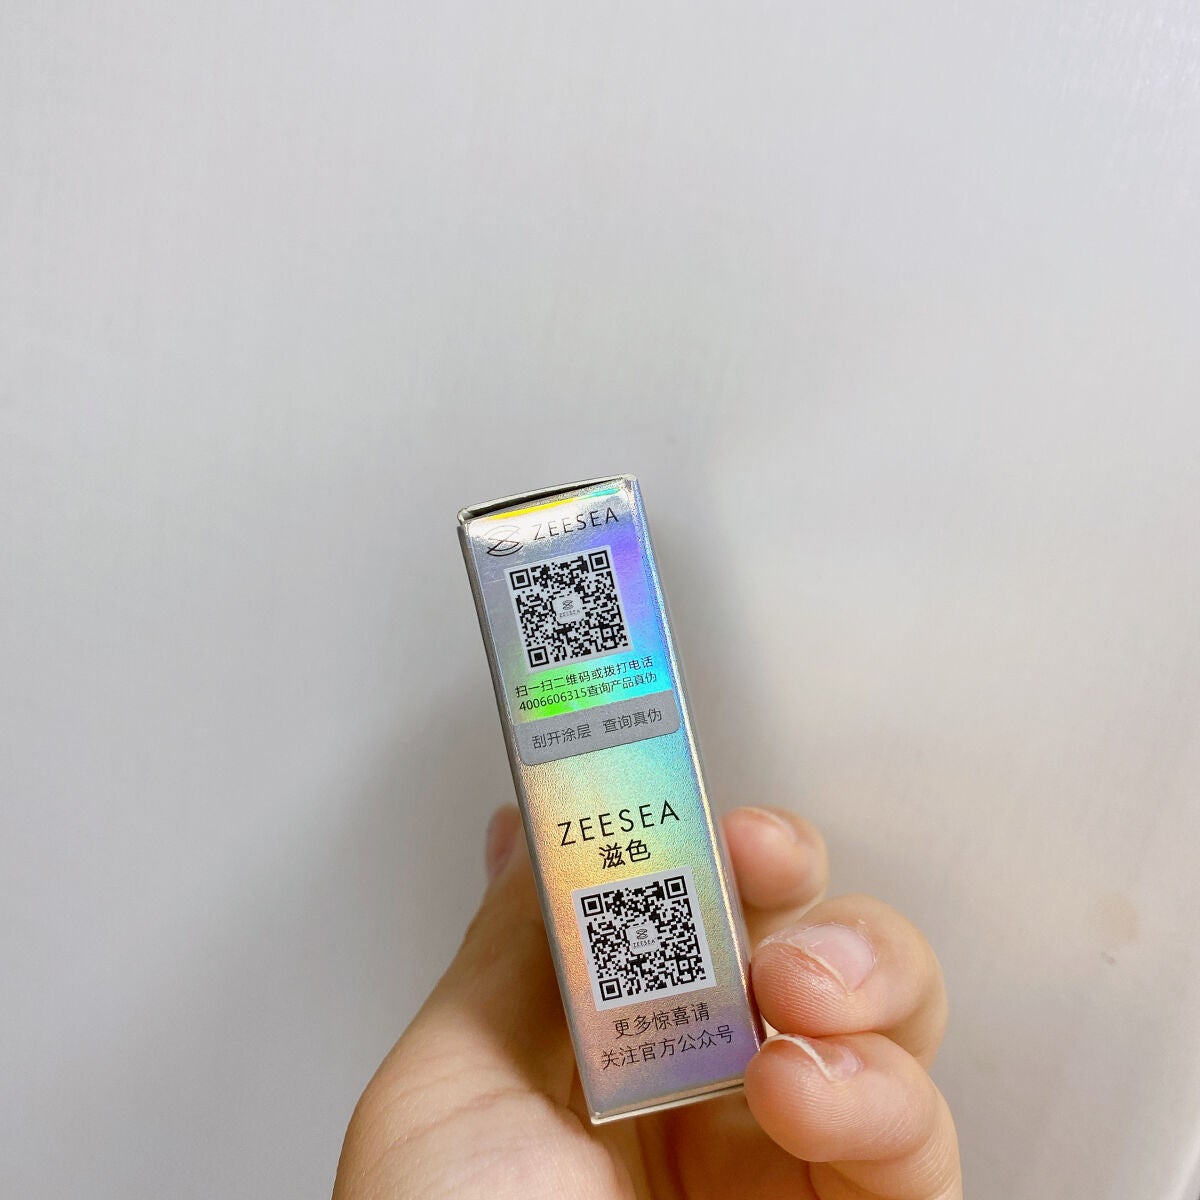 ZEESEA
ZEESEA
扫一扫二维码或拨打电话
4006606315查询产品真伪
刮开涂层 查询真伪
ZEESEA
滋色
ZEESEA
更多惊喜请
关注官方公众号